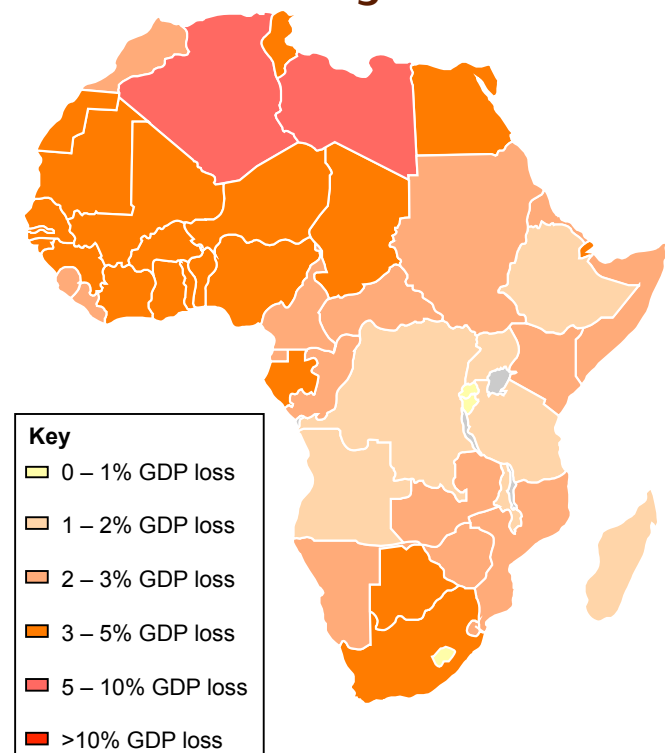 Key
0 – 1% GDP loss
1 – 2% GDP loss
2 – 3% GDP loss
3 – 5% GDP loss
5 – 10% GDP loss
>10% GDP loss